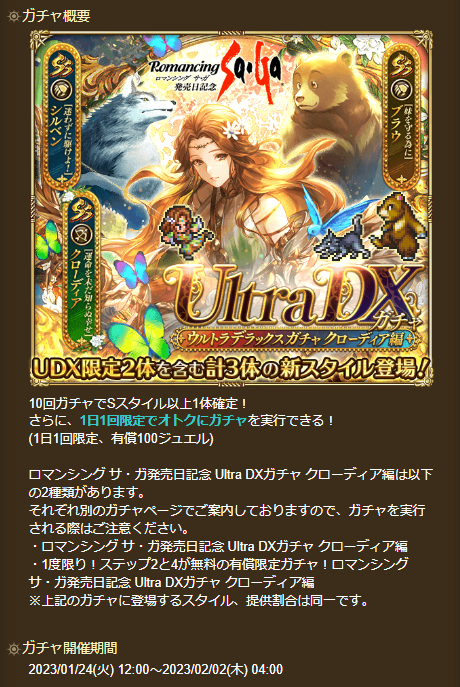 ガチャ概要
Romancing Sa・Ga
ロマンシング サ・ガ
発売日記念
SS
「迷わずに駆けよ!」
シルベン
SS
「妹を守る為に」
ブラウ
SS
「運命を未だ知らぬ幸せ」
クローディア
Ultra DX
ガチャ
ウルトラデラックスガチャ クローディア編
UDX限定2体を含む計3体の新スタイル登場!
10回ガチャでSスタイル以上1体確定!
さらに、1日1回限定でオトクにガチャを実行できる!
(1日1回限定、有償100ジュエル)
ロマンシング サ・ガ発売日記念 Ultra DXガチャ クローディア編は以下
の2種類があります。
それぞれ別のガチャページでご案内しておりますので、ガチャを実行
される際はご注意ください。
・ロマンシング サ・ガ発売日記念 Ultra DXガチャ クローディア編
・1度限り!ステップ2と4が無料の有償限定ガチャ!ロマンシング
サ・ガ発売日記念 Ultra DXガチャ クローディア編
※上記のガチャに登場するスタイル、提供割合は同一です。
ガチャ開催期間
2023/01/24(火) 12:00～2023/02/02(木) 04:00